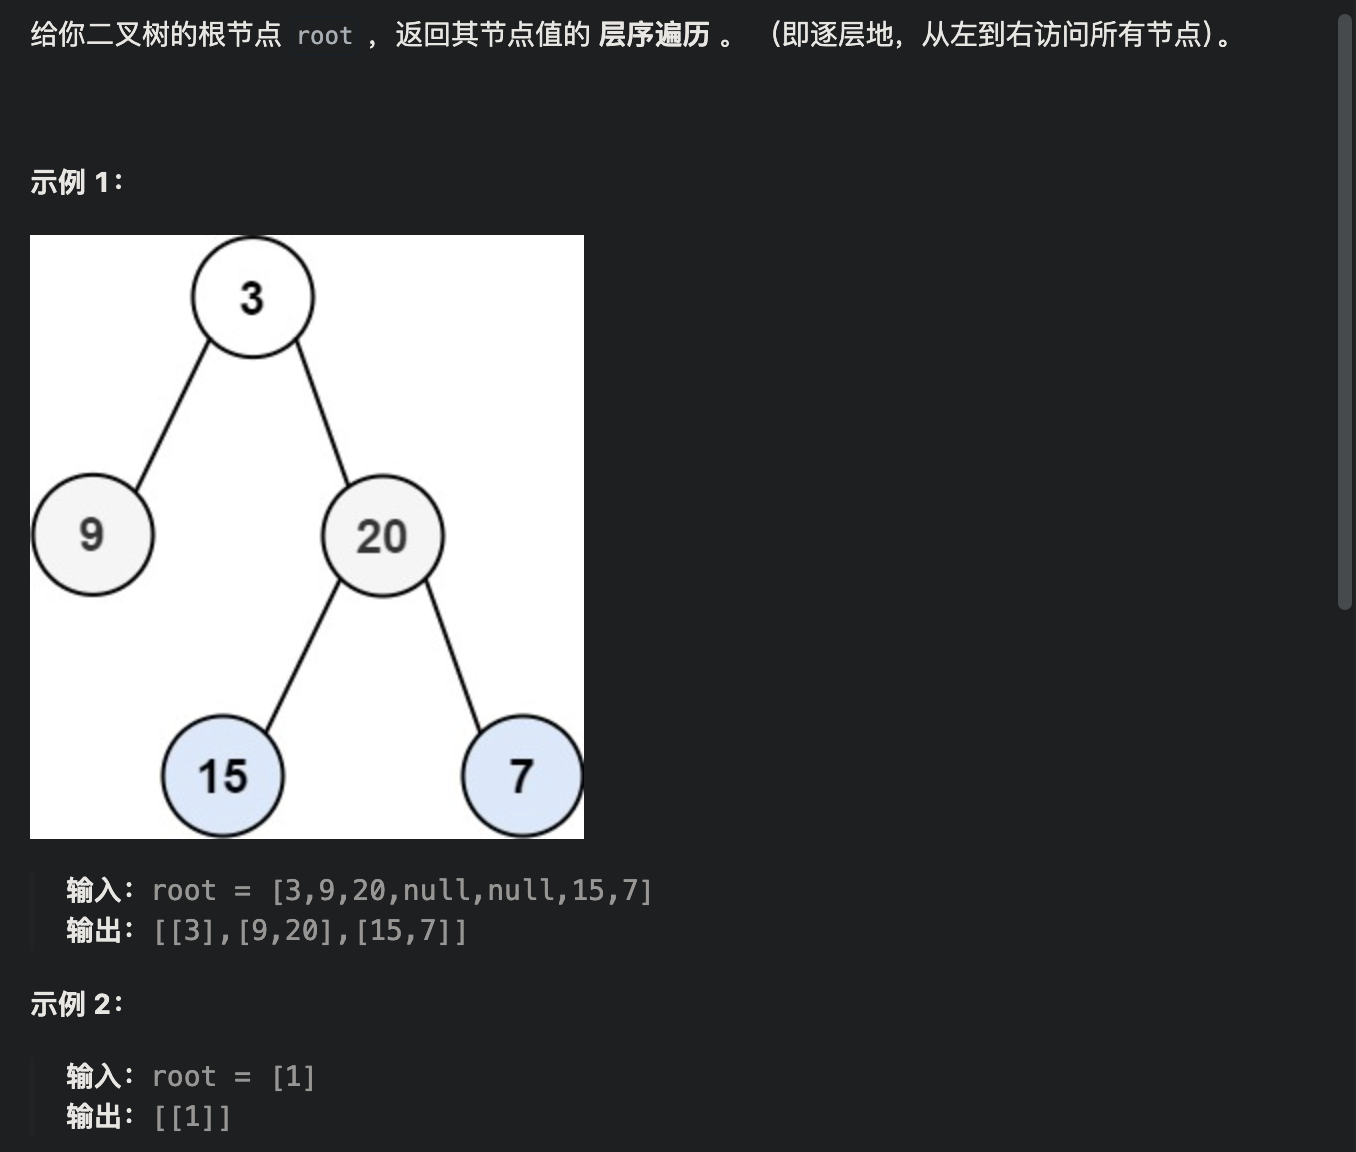 给你二叉树的根节点 root ，返回其节点值的 层序遍历 。 （即逐层地，从左到右访问所有节点）。
示例 1：
3
9
20
15
7
输入：root = [3,9,20,null,null,15,7]
输出：[[3],[9,20],[15,7]]
示例 2：
输入：root = [1]
输出：[[1]]